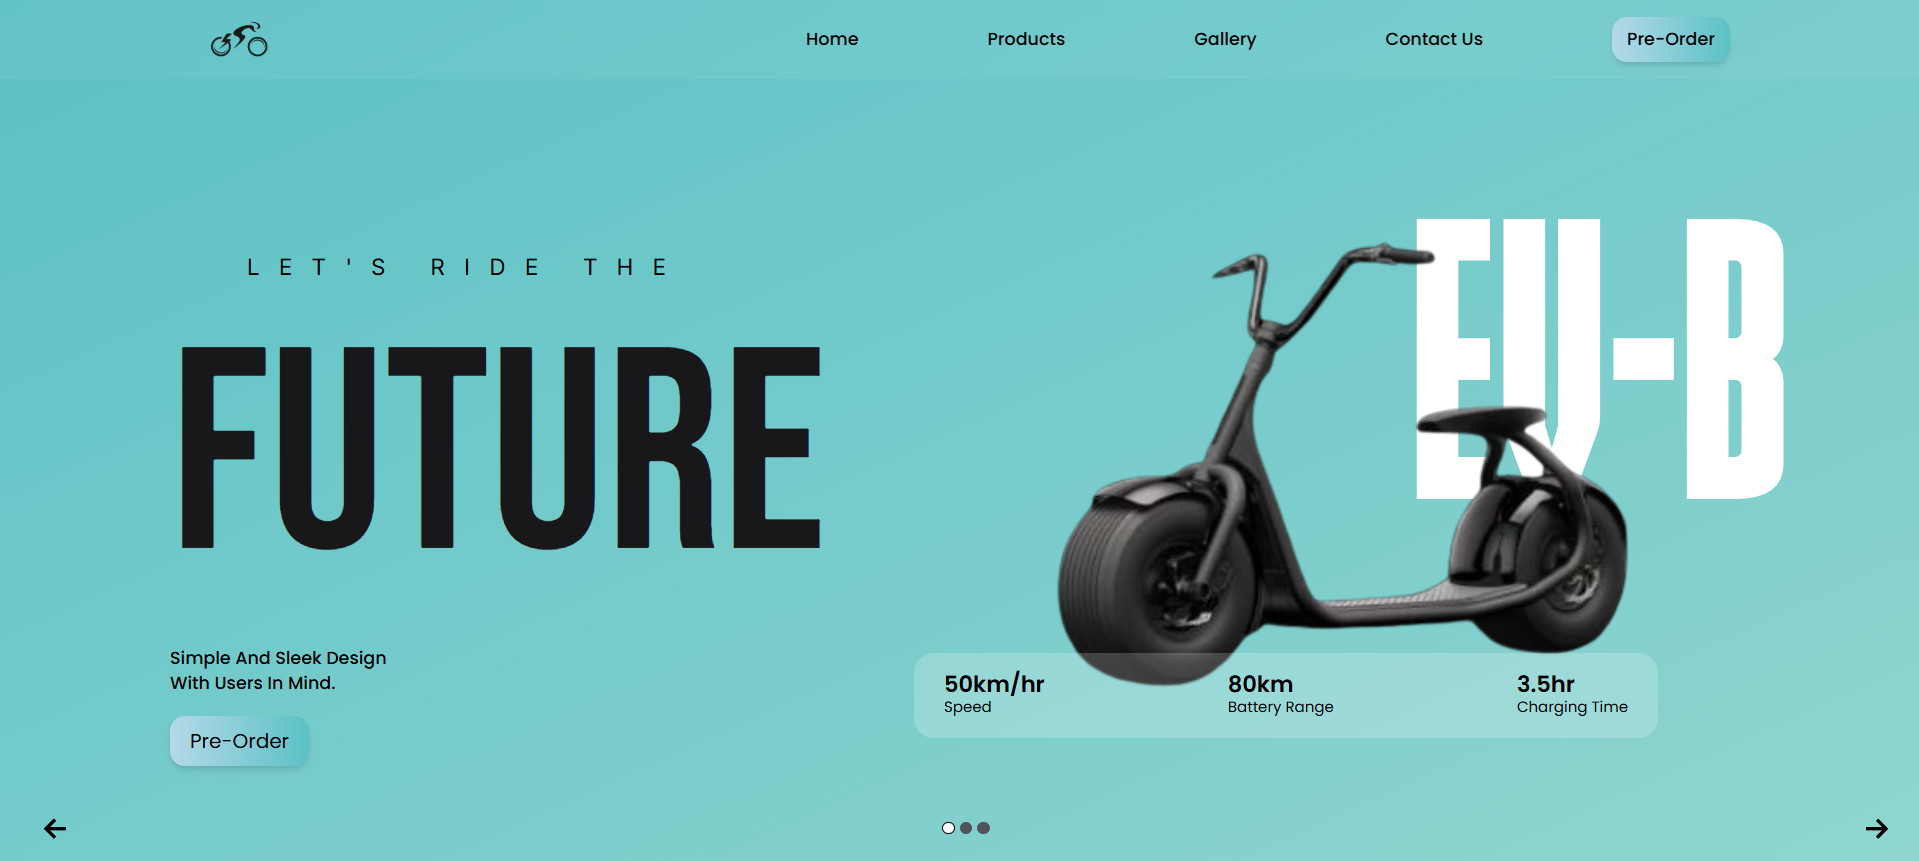 Home Products Gallery Contact Us Pre-Order
LET'S RIDE THE
FUTURE
EV-B
Simple And Sleek Design
With Users In Mind.
Pre-Order
50km/hr 80km 3.5hr
Speed Battery Range Charging Time